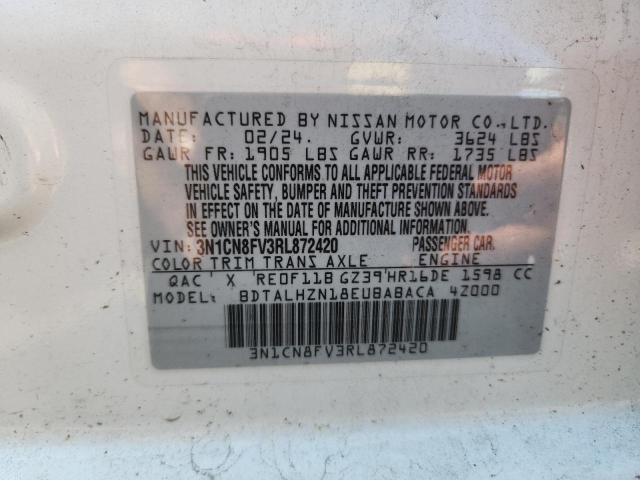 MANUFACTURED BY NISSAN MOTOR CO.,LTD.
DATE: 02/24. GVWR: 3624 LBS
GAWR FR: 1905 LBS GAWR RR: 1735 LBS
THIS VEHICLE CONFORMS TO ALL APPLICABLE FEDERAL MOTOR
VEHICLE SAFETY, BUMPER AND THEFT PREVENTION STANDARDS
IN EFFECT ON THE DATE OF MANUFACTURE SHOWN ABOVE.
SEE OWNER'S MANUAL FOR ADDITIONAL INFORMATION.
VIN: 3N1CN8FV3RL872420 PASSENGER CAR.
COLOR TRIM TRANS AXLE ENGINE
QAC' X 'RE0F11B GZ39'HR16DE 1598 CC
MODEL: BDTALHZN18EUBABACA 4Z000
3N1CN8FV3RL872420